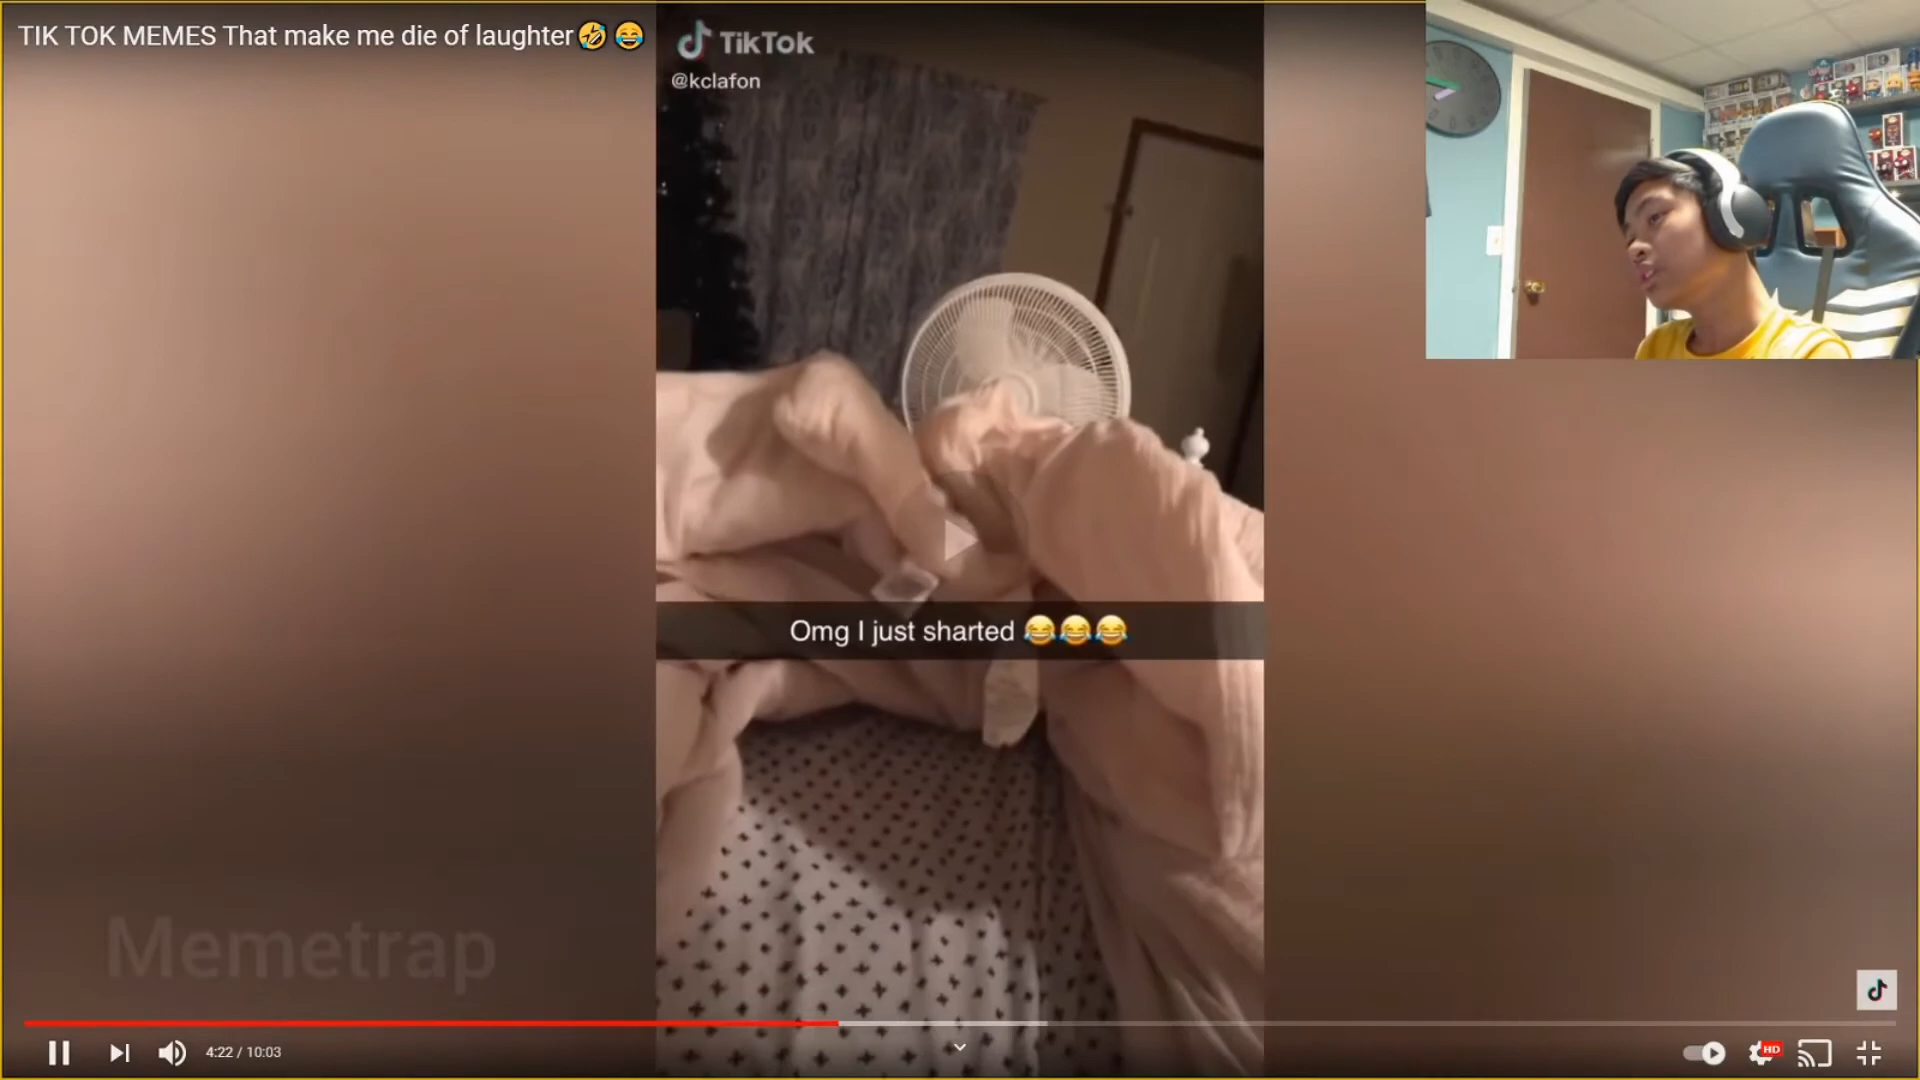 TIK TOK MEMES That make me die of laughter🤣😂
TikTok
@kclafon
Omg I just sharted 😂😂😂
Memetrap
4:22 / 10:03
HD